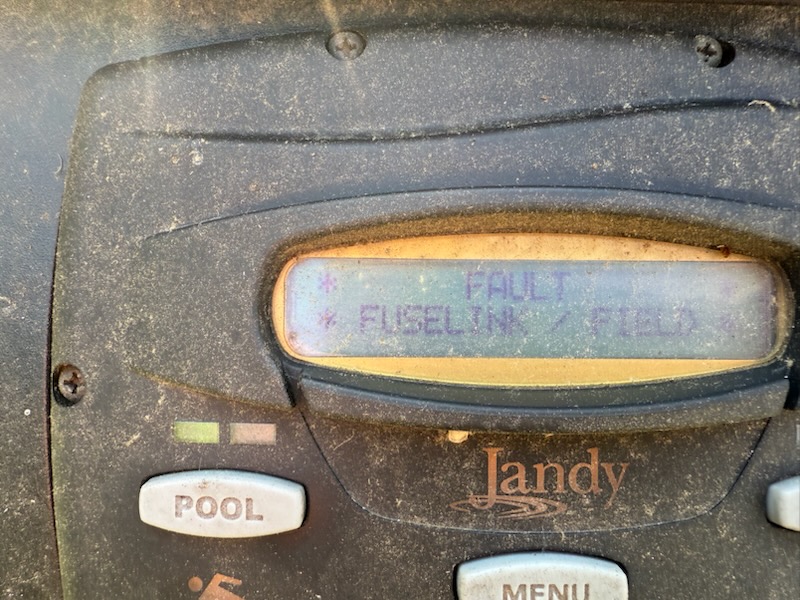 * FAULT *
* FUSELINK / FIELD *
Jandy
POOL
MENU